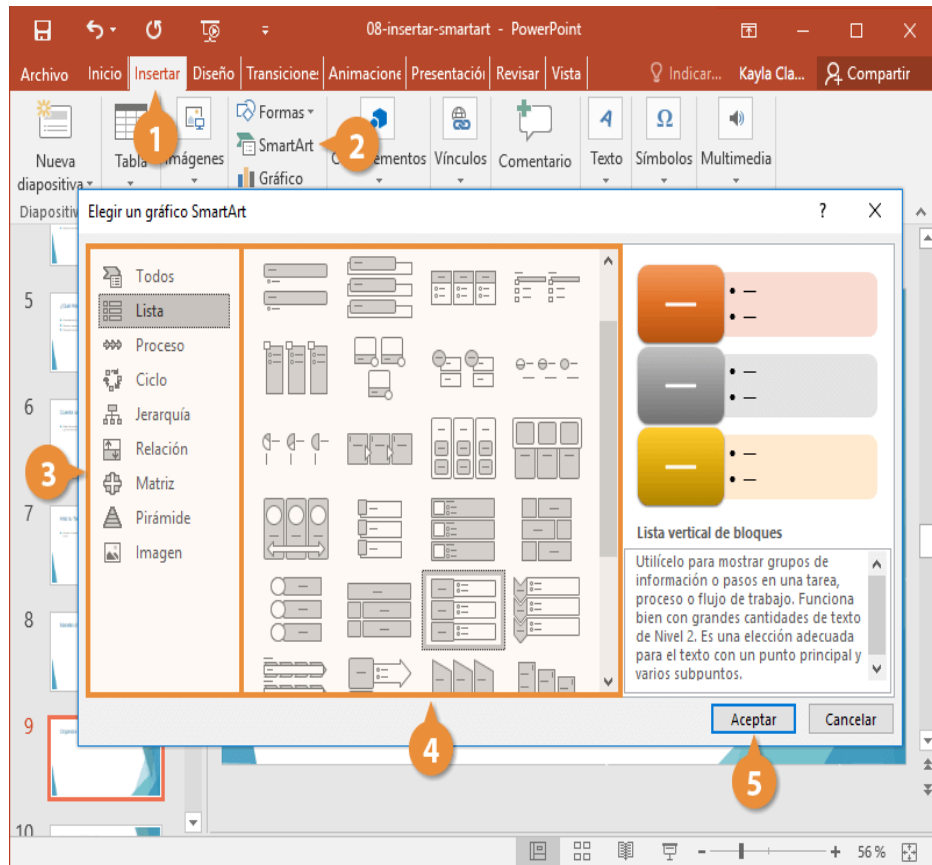 08-insertar-smartart - PowerPoint
Archivo Inicio Insertar Diseño Transicione: Animacione Presentació Revisar Vista Indicar... Kayla Cla... Compartir
1
Nueva diapositiva
Tabla
Imágenes
Formas
SmartArt
2
Gráfico
Vínculos
Comentario
Texto
Símbolos
Multimedia
Diapositiv
Elegir un gráfico SmartArt
?
Todos
Lista
Proceso
Ciclo
Jerarquía
Relación
Matriz
Pirámide
Imagen
3
4
Lista vertical de bloques
Utilícelo para mostrar grupos de
información o pasos en una tarea,
proceso o flujo de trabajo. Funciona
bien con grandes cantidades de texto
de Nivel 2. Es una elección adecuada
para el texto con un punto principal y
varios subpuntos.
Aceptar
Cancelar
5
5
6
7
8
9
10
56 %